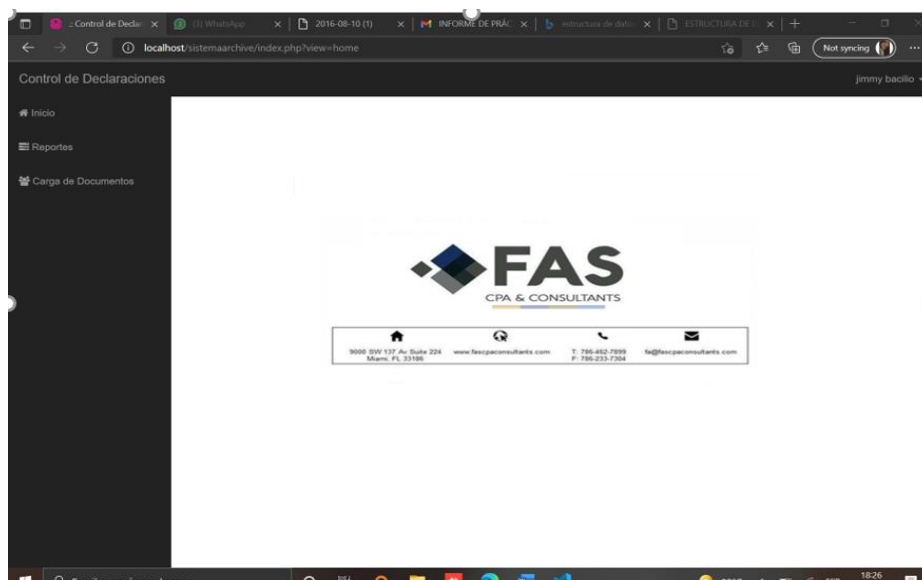 .: Control de Declar
(3) WhatsApp
2016-08-10 (1)
INFORME DE PRÁC
estructura de datos
ESTRUCTURA DE
localhost/sistemaarchive/index.php?view=home
Not syncing
Control de Declaraciones
jimmy bacilio
Inicio
Reportes
Carga de Documentos
FAS
CPA & CONSULTANTS
9000 SW 137 Av Suite 224
Miami, FL 33186
www.fascpaconsultants.com
T: 786-462-7899
F: 786-233-7304
fa@fascpaconsultants.com
18:26